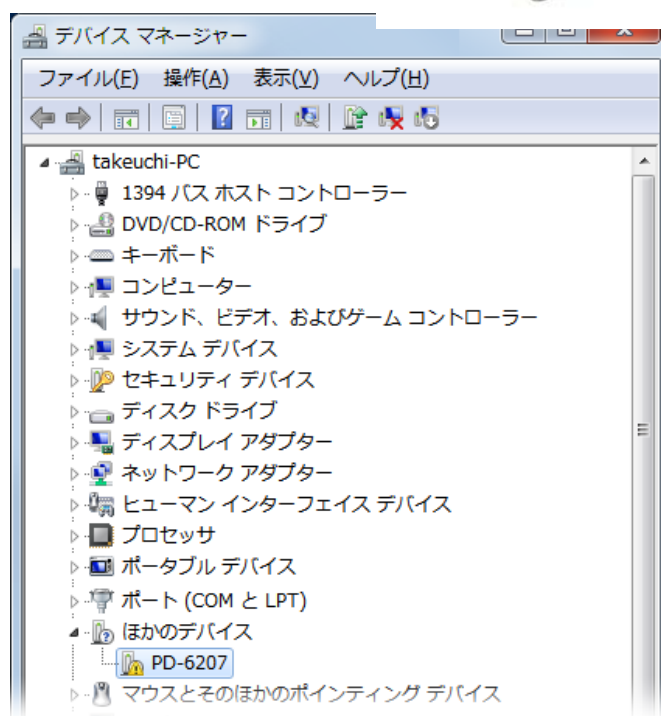 デバイス マネージャー
ファイル(F) 操作(A) 表示(V) ヘルプ(H)
takeuchi-PC
1394 バス ホスト コントローラー
DVD/CD-ROM ドライブ
キーボード
コンピューター
サウンド、ビデオ、およびゲーム コントローラー
システム デバイス
セキュリティ デバイス
ディスク ドライブ
ディスプレイ アダプター
ネットワーク アダプター
ヒューマン インターフェイス デバイス
プロセッサ
ポータブル デバイス
ポート (COM と LPT)
ほかのデバイス
PD-6207
マウスとそのほかのポインティング デバイス